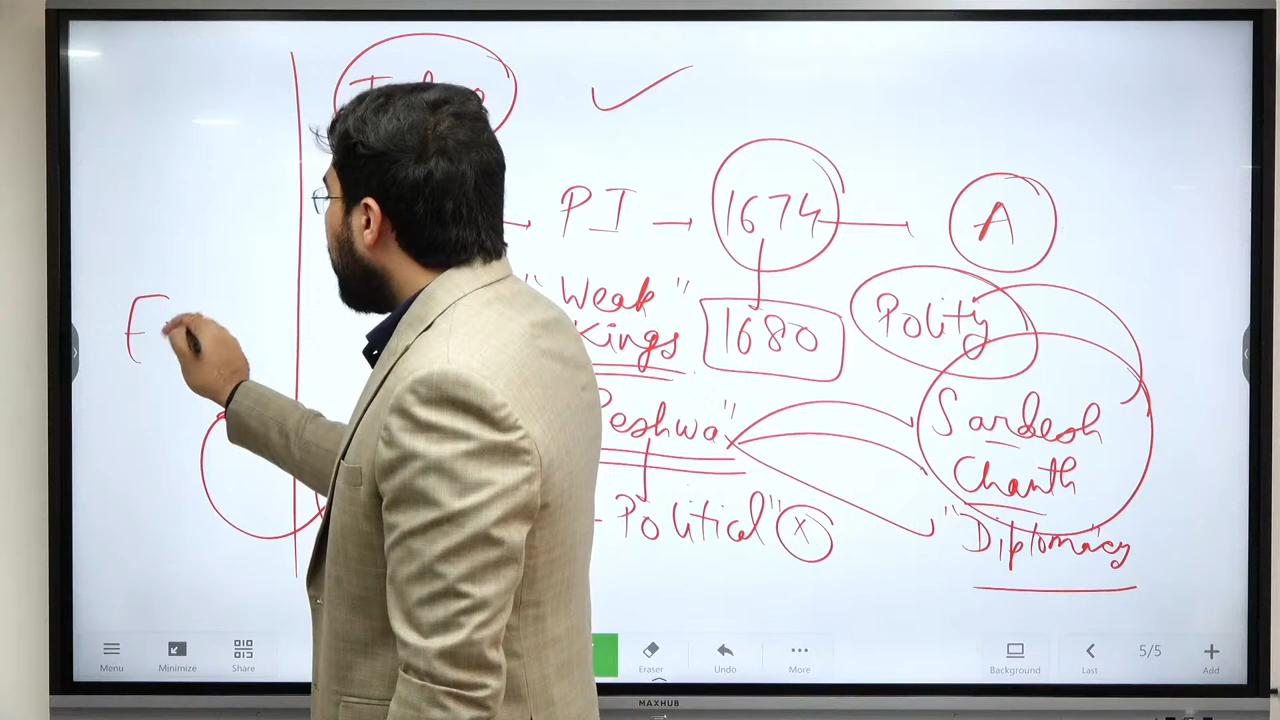 PI → 1674 → A
"Weak"
Kings
1680
Polity
Peshwa"
Sardesh
Chauth
Political" x
"Diplomacy
Menu
Minimize
Share
Eraser
Undo
More
Background
Last
5/5
Add
MAXHUB